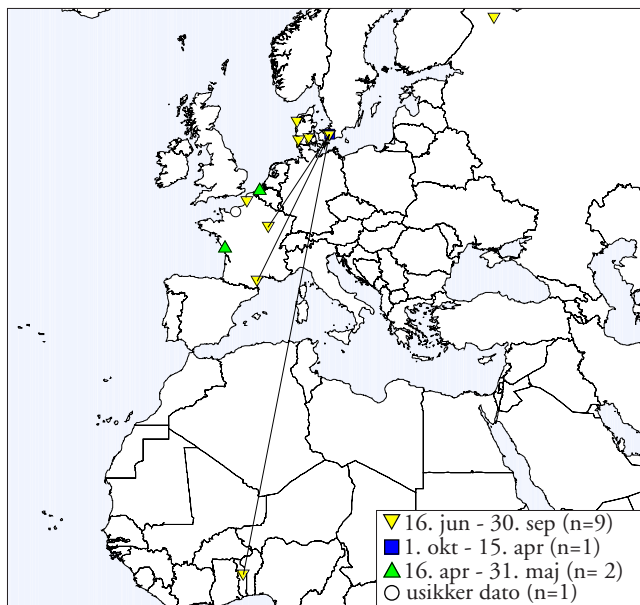 16. jun - 30. sep (n=9)
1. okt - 15. apr (n=1)
16. apr - 31. maj (n= 2)
usikker dato (n=1)